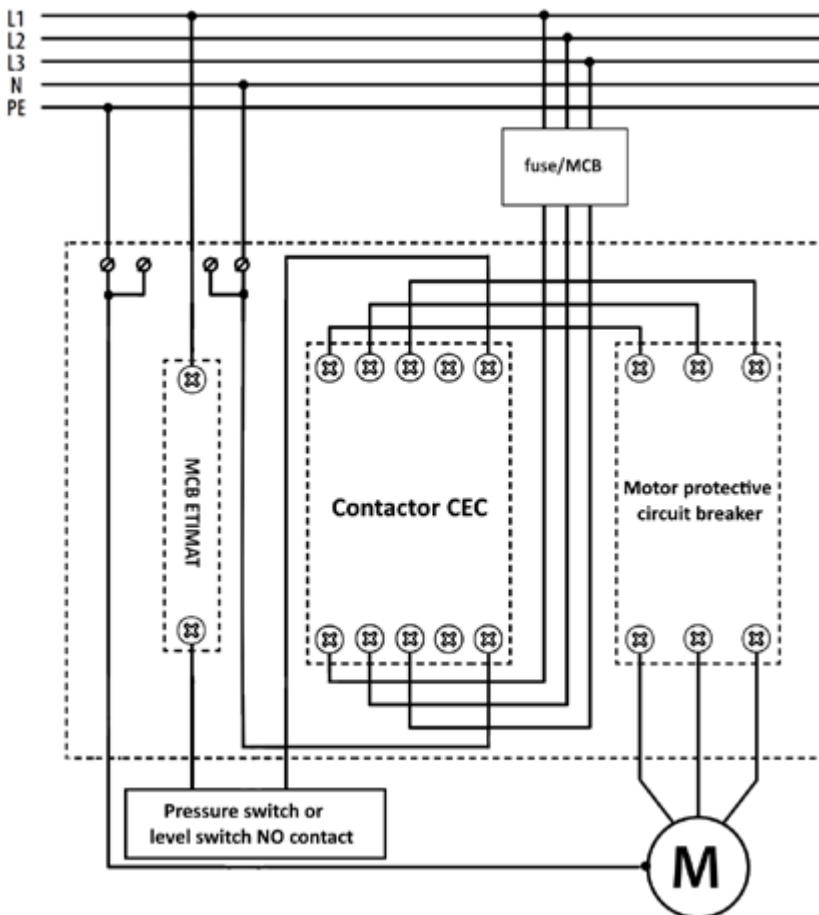 L1
L2
L3
N
PE
fuse/MCB
MCB ETIMAT
Contactor CEC
Motor protective
circuit breaker
Pressure switch or
level switch NO contact
M